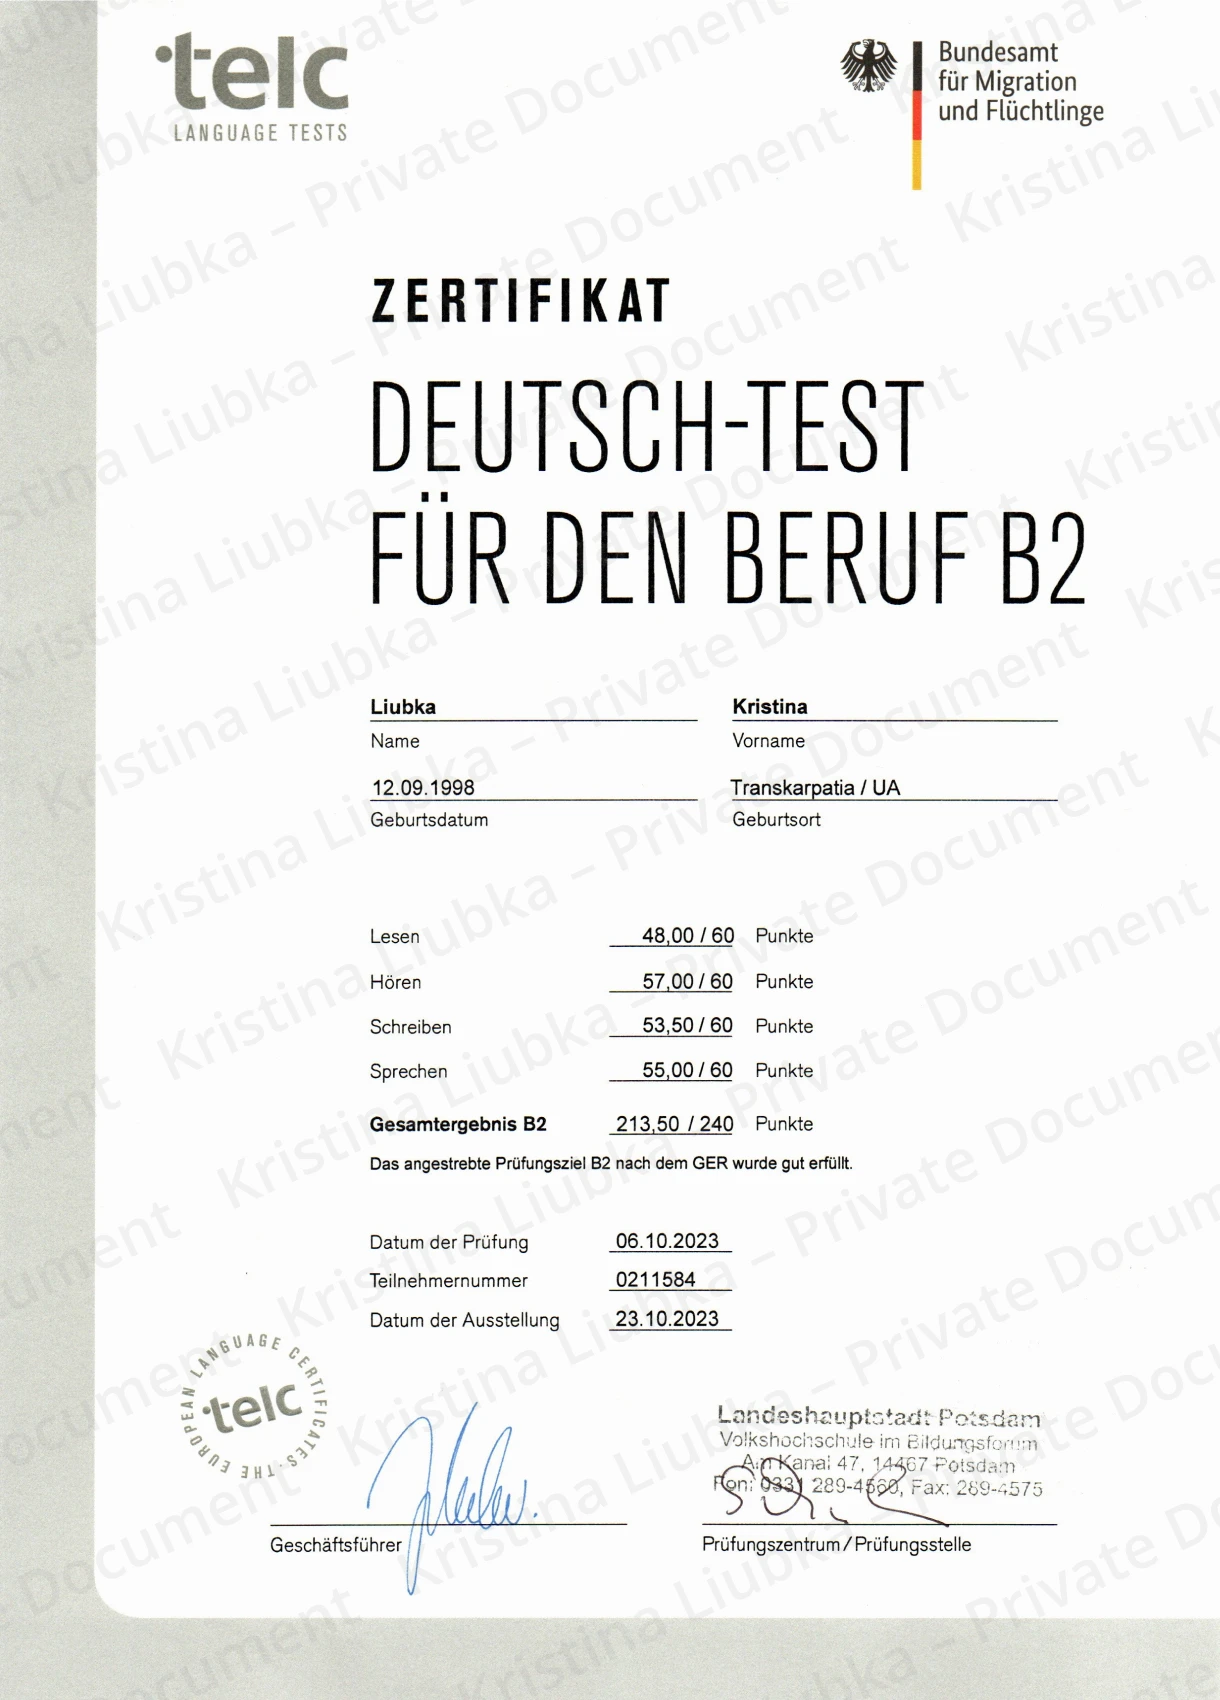 telc
LANGUAGE TESTS
Bundesamt
für Migration
und Flüchtlinge
ZERTIFIKAT
DEUTSCH-TEST
FÜR DEN BERUF B2
Liubka Kristina
Name Vorname
12.09.1998 Transkarpatia / UA
Geburtsdatum Geburtsort
Lesen 48,00 / 60 Punkte
Hören 57,00 / 60 Punkte
Schreiben 53,50 / 60 Punkte
Sprechen 55,00 / 60 Punkte
Gesamtergebnis B2 213,50 / 240 Punkte
Das angestrebte Prüfungsziel B2 nach dem GER wurde gut erfüllt.
Datum der Prüfung 06.10.2023
Teilnehmernummer 0211584
Datum der Ausstellung 23.10.2023
THE EUROPEAN LANGUAGE CERTIFICATES
telc
Landeshauptstadt Potsdam
Volkshochschule im Bildungsforum
Am Kanal 47, 14467 Potsdam
Fon: 0331 289-4560, Fax: 289-4575
Geschäftsführer Prüfungszentrum/Prüfungsstelle
Kristina Liubka – Private Document